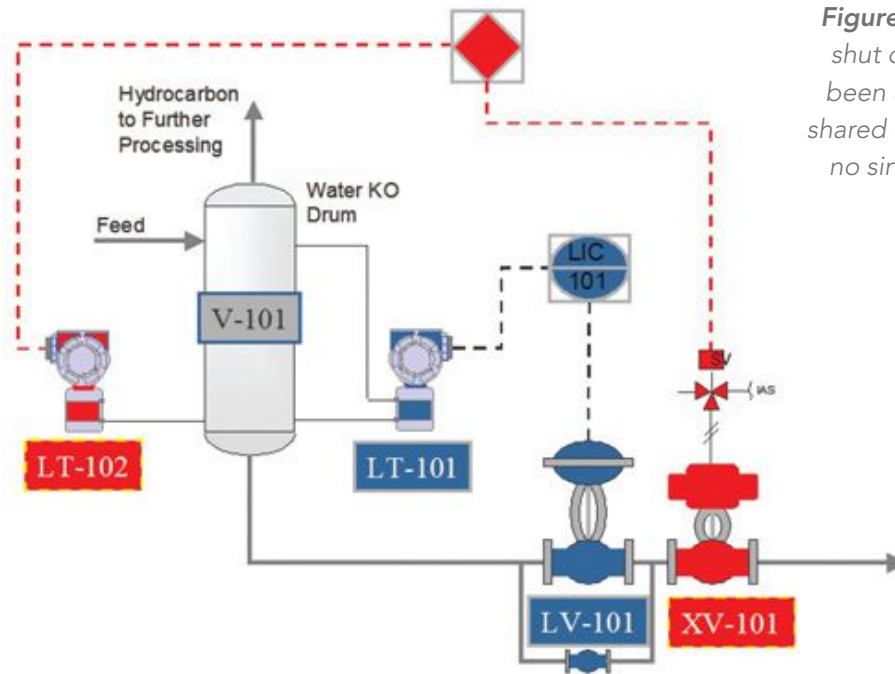 Figure
shut
been
shared
no
Hydrocarbon
to Further
Processing
Water KO
Drum
Feed
LIC
101
V-101
SV
IAS
LT-102
LT-101
LV-101
XV-101